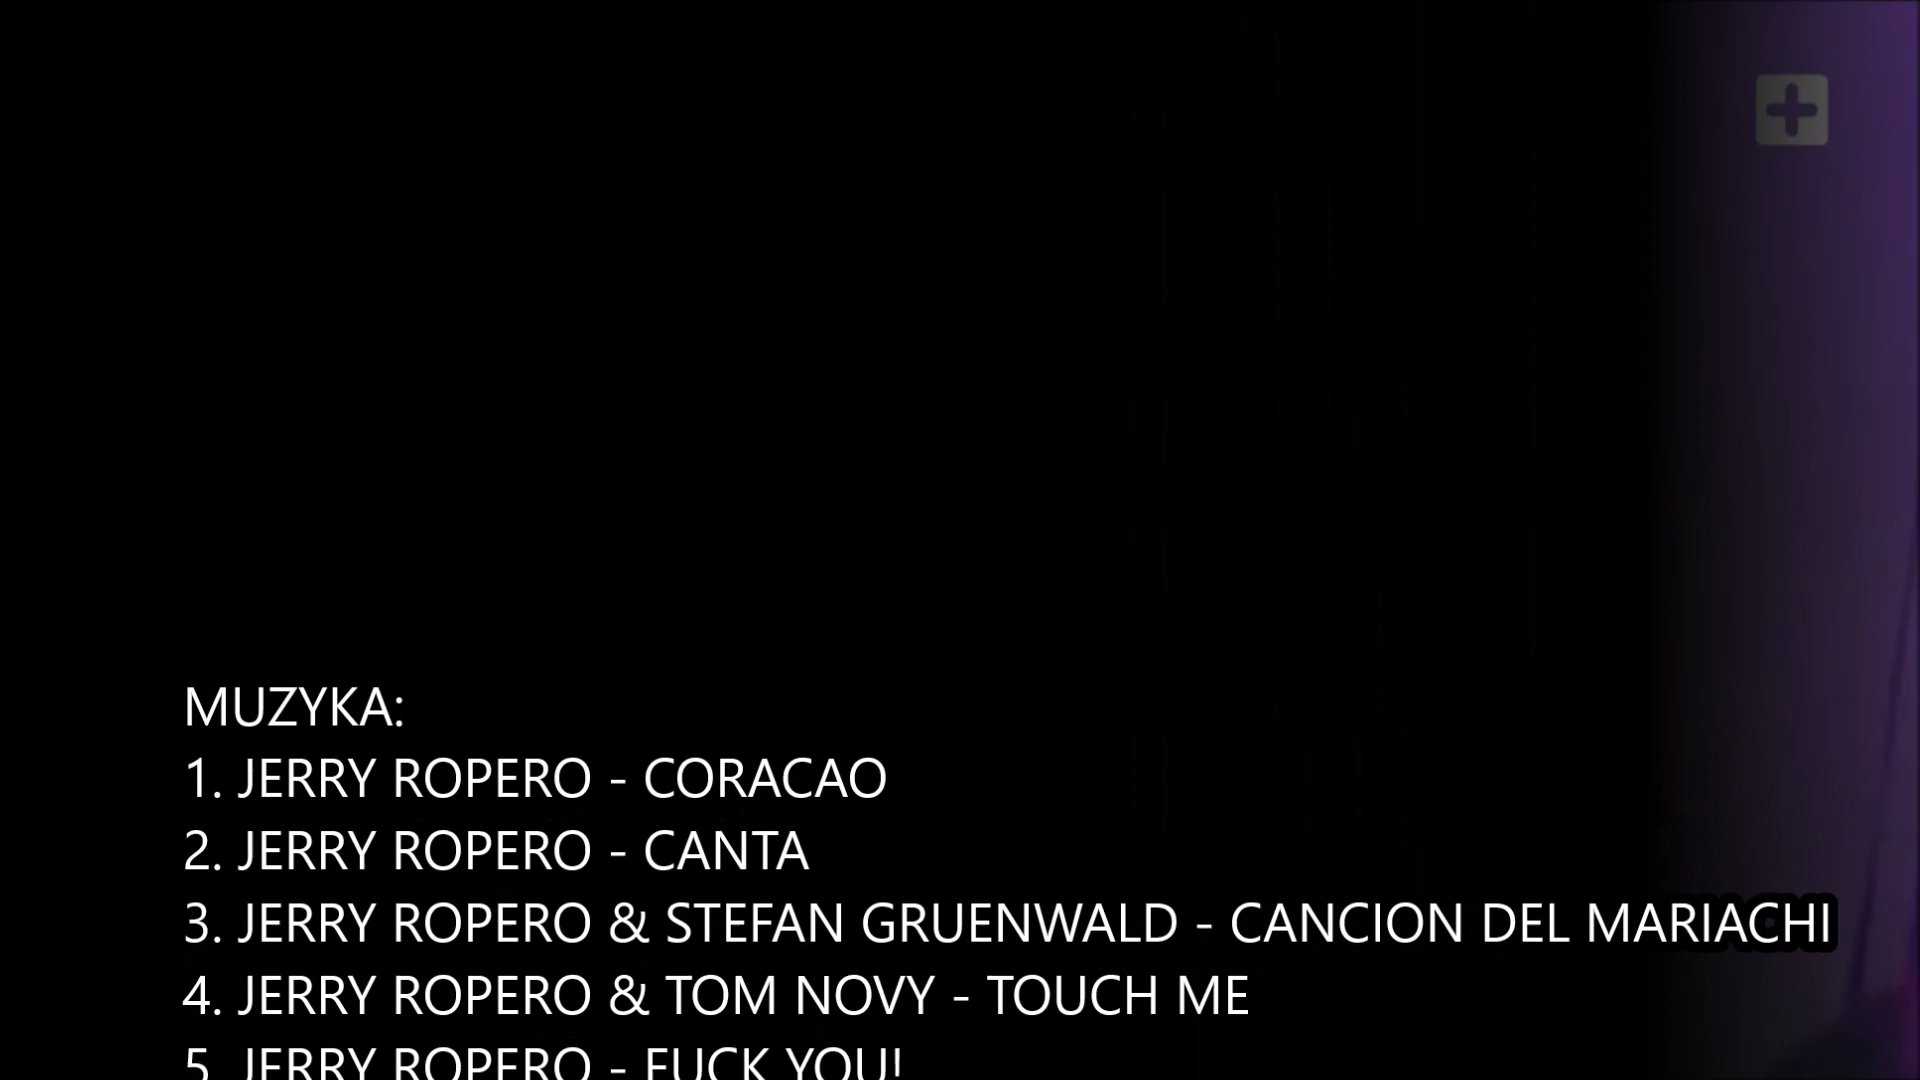 MUZYKA:
1. JERRY ROPERO - CORACAO
2. JERRY ROPERO - CANTA
3. JERRY ROPERO & STEFAN GRUENWALD - CANCION DEL MARIACHI
4. JERRY ROPERO & TOM NOVY - TOUCH ME
5. JERRY ROPERO - FUCK YOU!